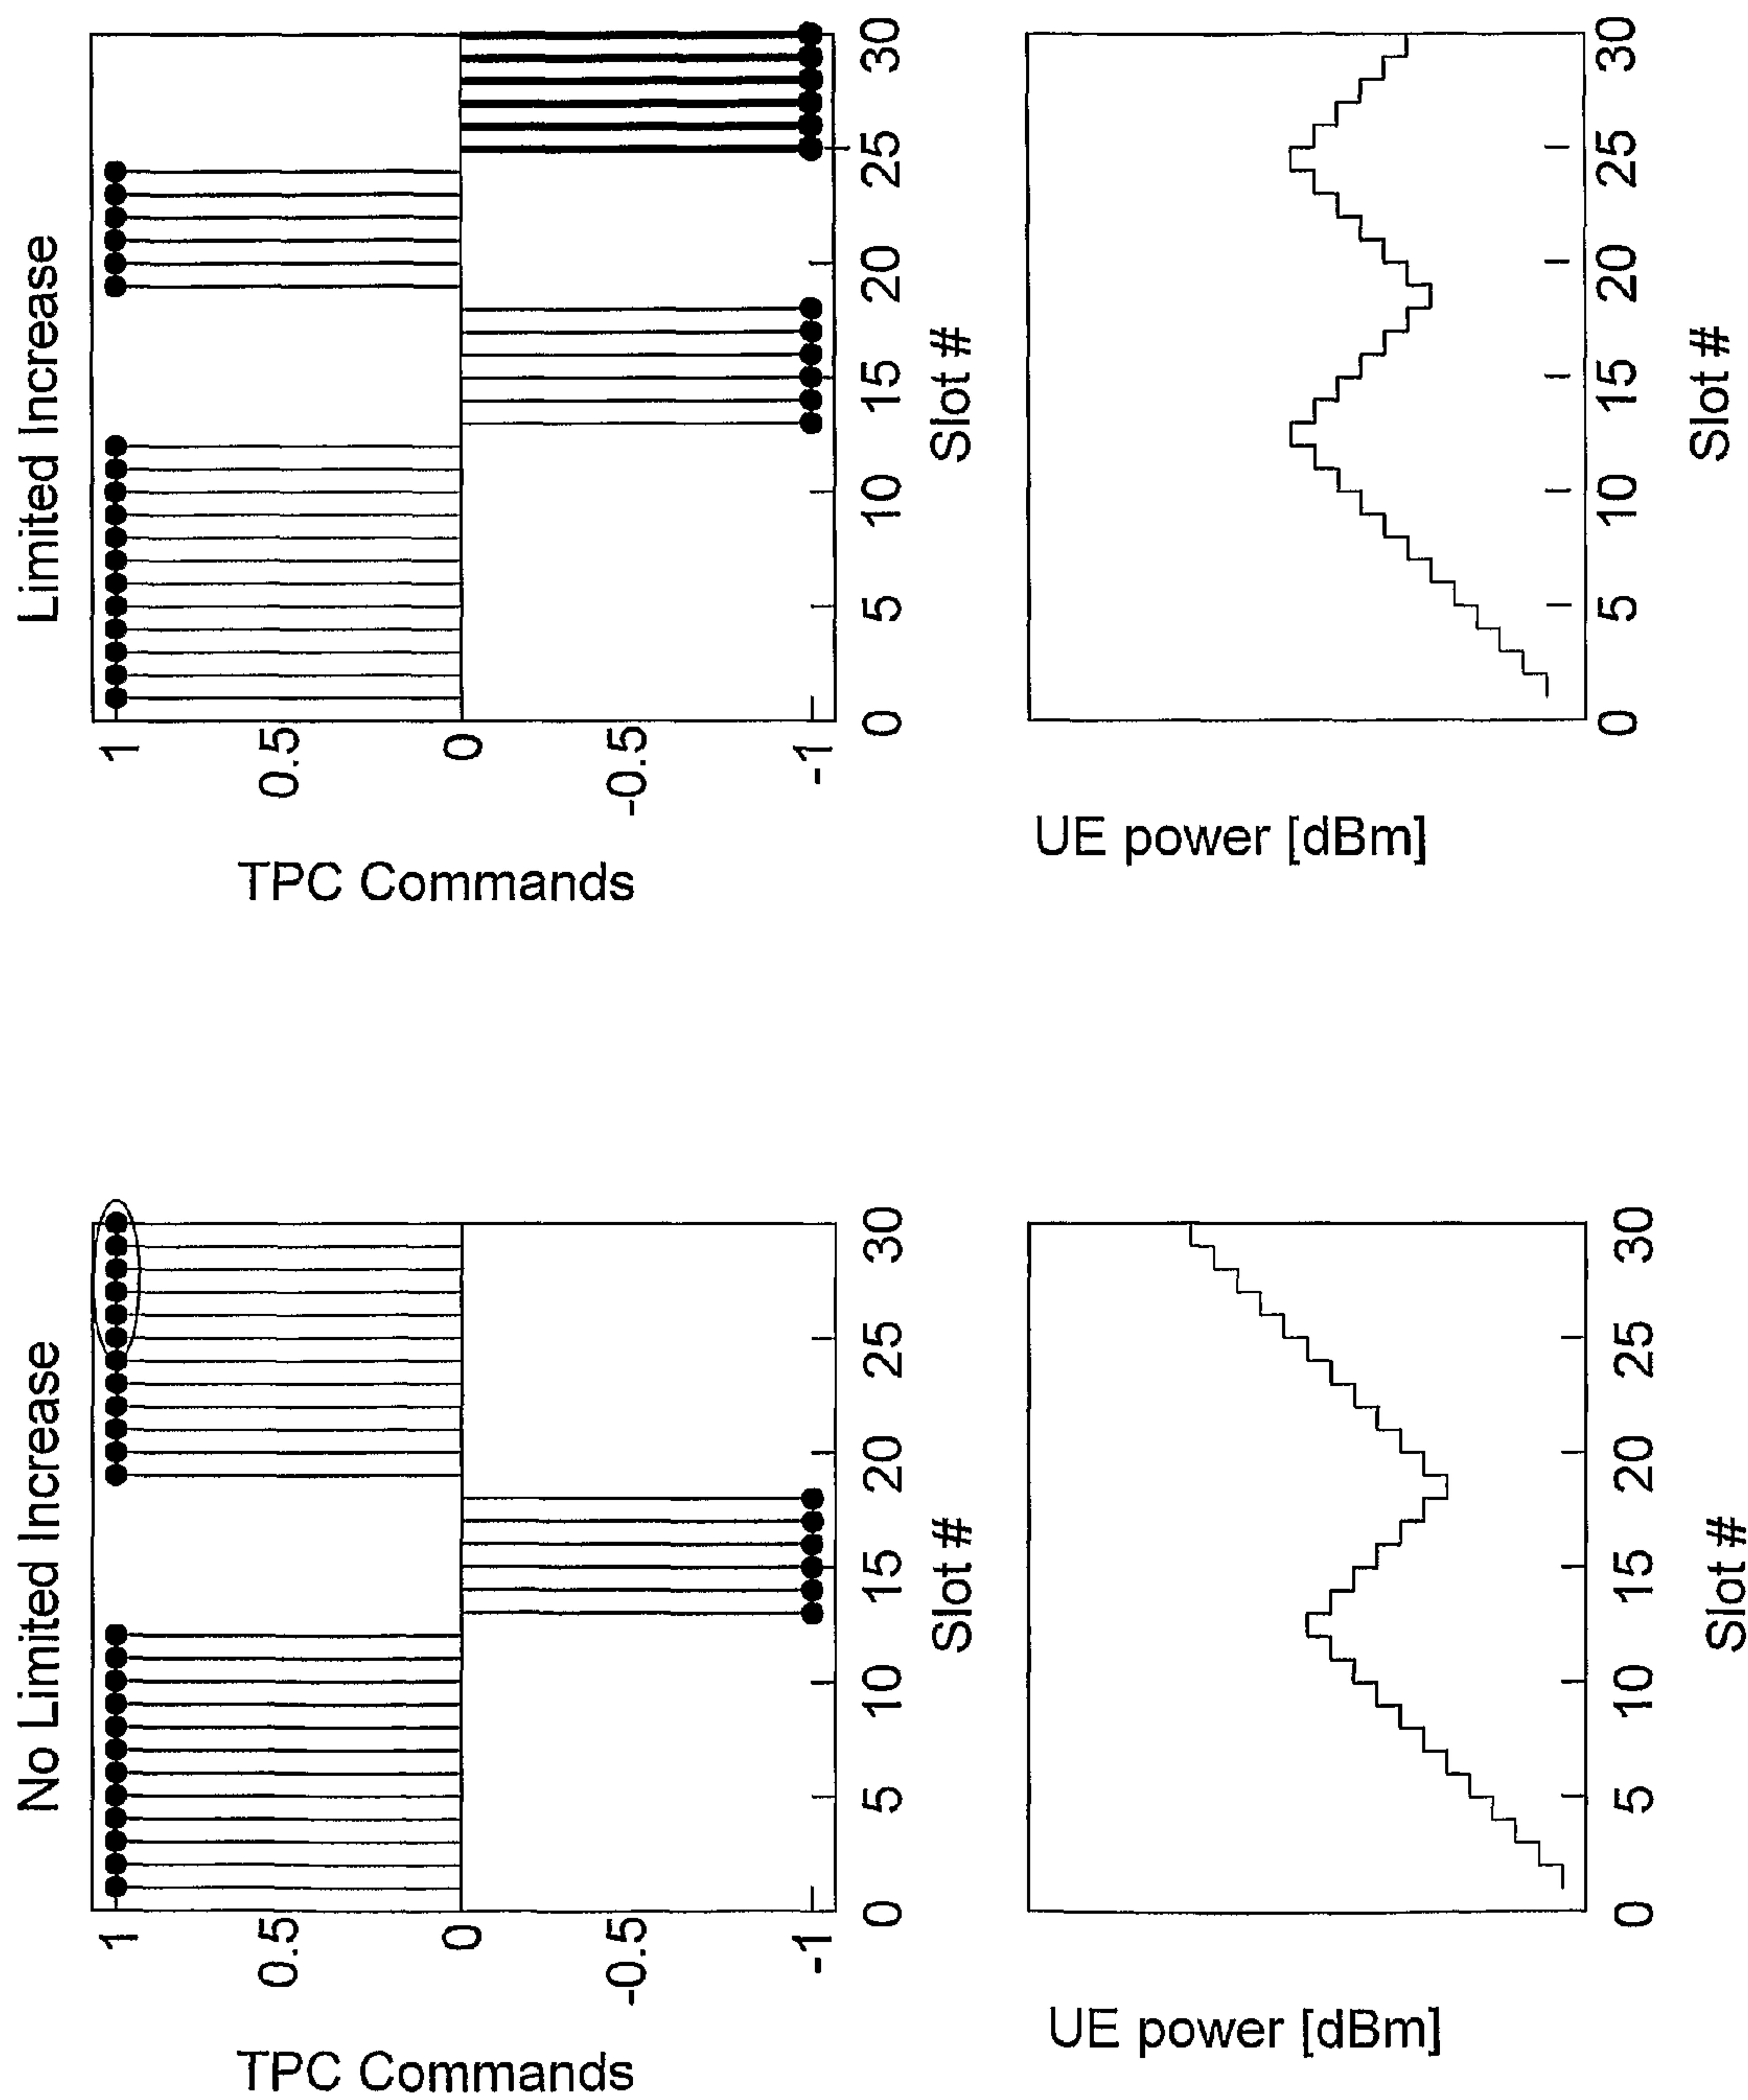 No Limited Increase
TPC Commands
1
0.5
0
-0.5
-1
0 5 10 15 20 25 30
Slot #
UE power [dBm]
0 5 10 15 20 25 30
Slot #
Limited Increase
TPC Commands
1
0.5
0
-0.5
-1
0 5 10 15 20 25 30
Slot #
UE power [dBm]
0 5 10 15 20 25 30
Slot #